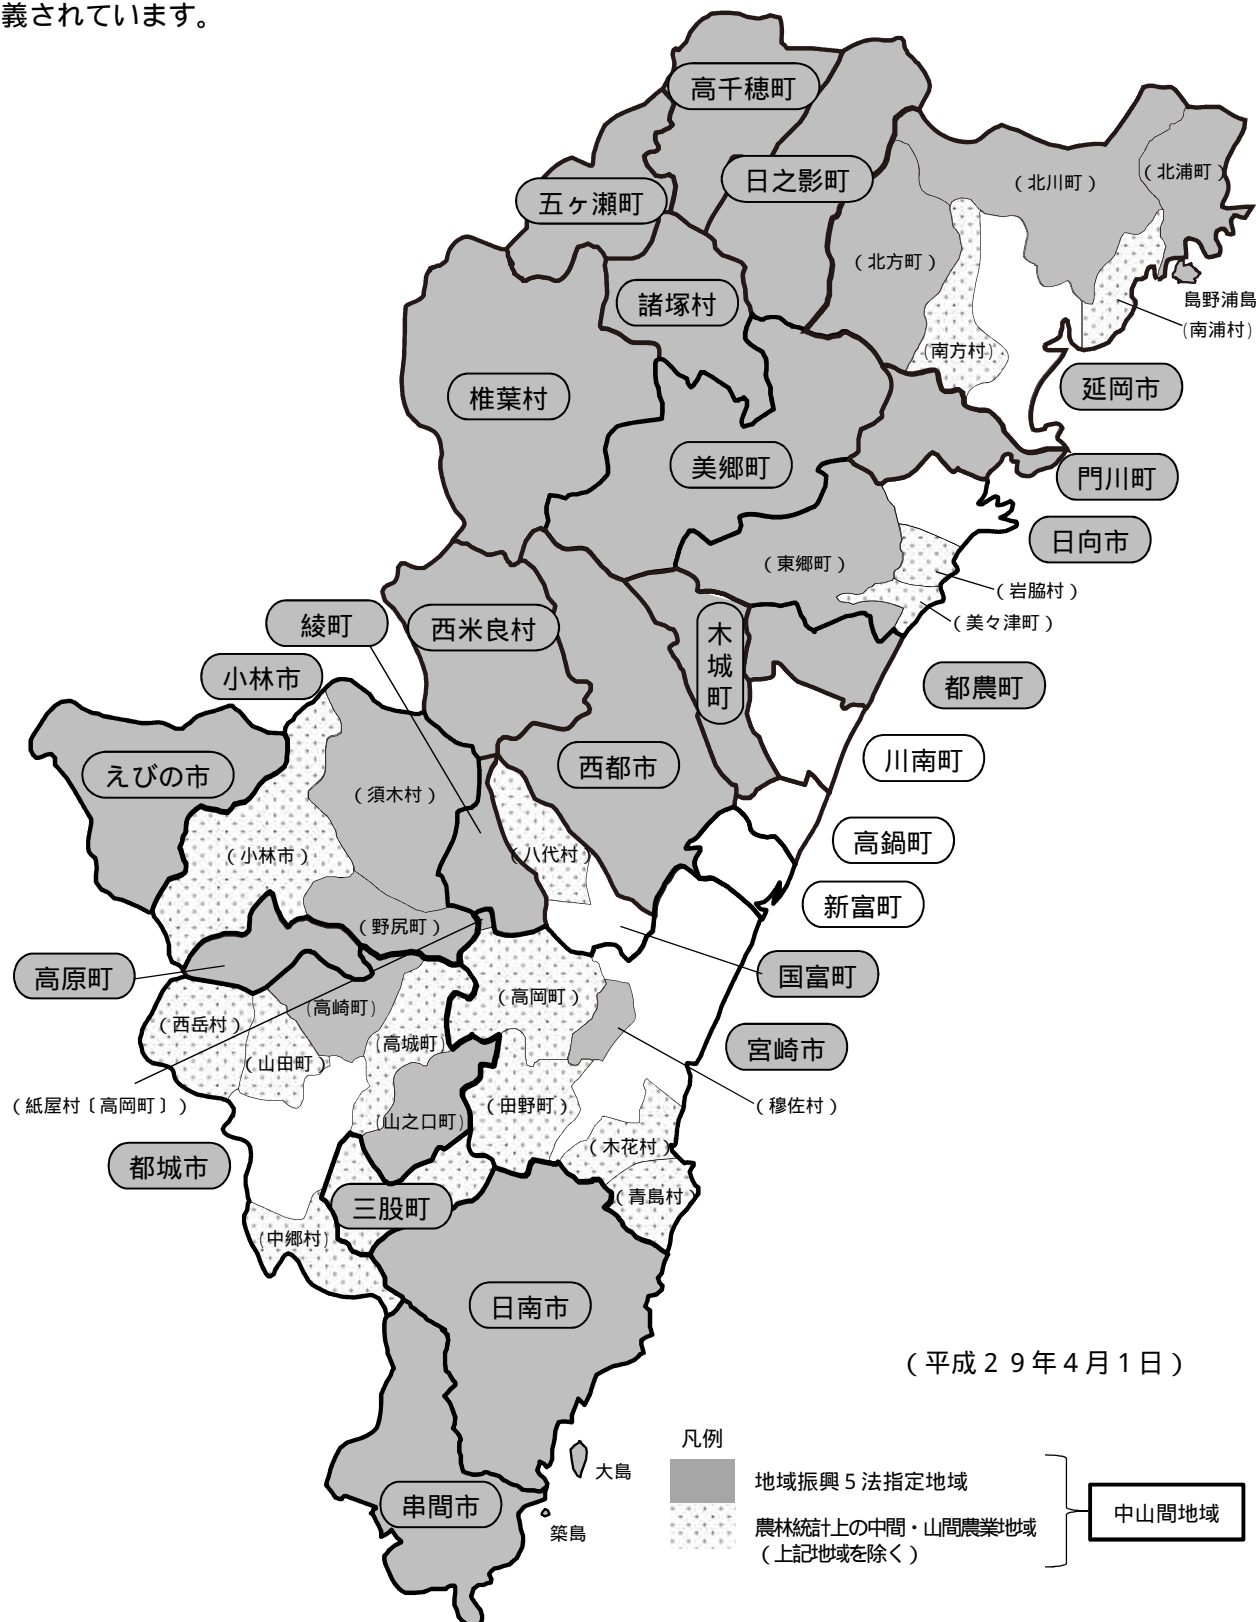 義されています。
高千穂町
日之影町
五ヶ瀬町
(北川町)
(北浦町)
(北方町)
諸塚村
島野浦島
(南浦村)
(南方村)
延岡市
椎葉村
美郷町
門川町
日向市
(東郷町)
(岩脇村)
(美々津町)
綾町
西米良村
木城町
小林市
都農町
えびの市
西都市
川南町
(須木村)
高鍋町
(小林市)
(八代村)
新富町
(野尻町)
高原町
国富町
(高崎町)
(高岡町)
(西岳村)
(高城町)
宮崎市
(山田町)
(紙屋村〔高岡町〕)
(山之口町)
(田野町)
(穆佐村)
(木花村)
都城市
三股町
(青島村)
(中郷村)
日南市
(平成29年4月1日)
凡例
大島
地域振興5法指定地域
串間市
中山間地域
築島
農林統計上の中間・山間農業地域
(上記地域を除く)